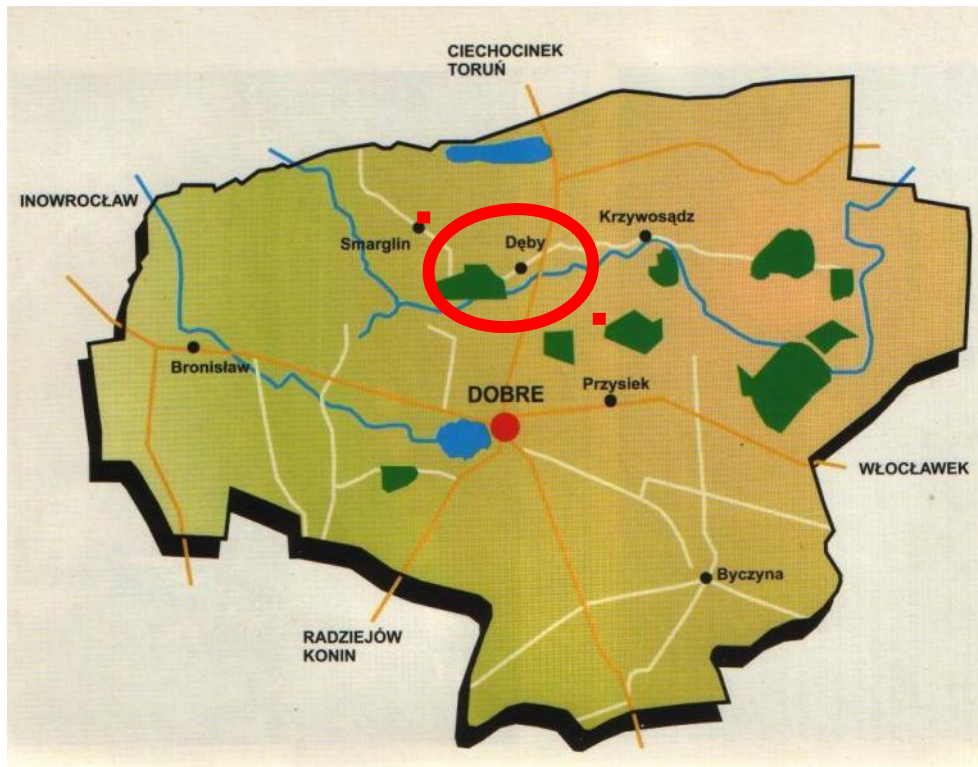 CIECHOCINEK
TORUŃ
INOWROCŁAW
Krzywosądz
Smarglin
Dęby
Bronisław
Przysiek
DOBRE
WŁOCŁAWEK
Byczyna
RADZIEJÓW
KONIN